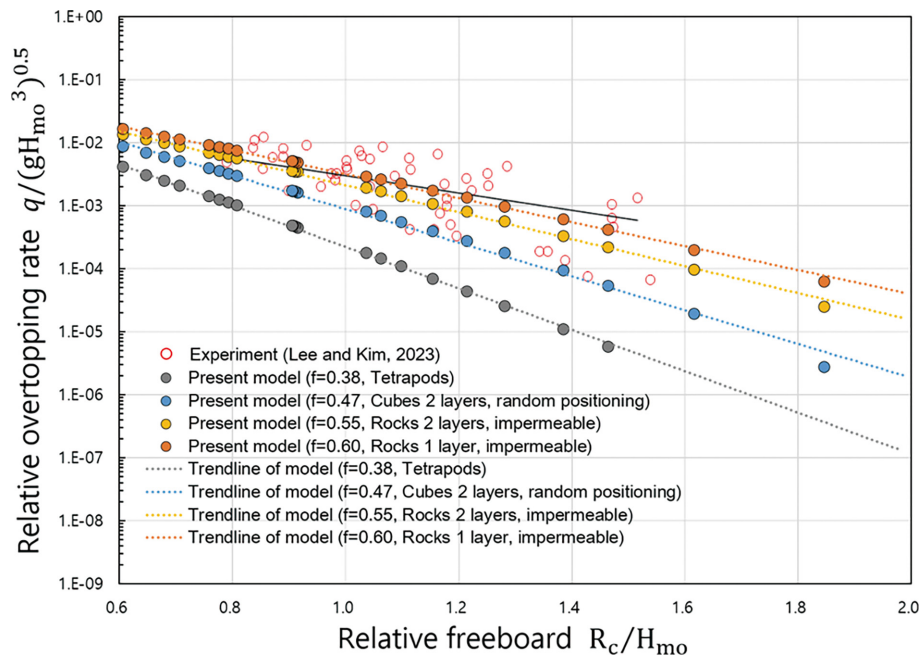 Relative overtopping rate q/(gH_mo³)^0.5
1.E+00
1.E-01
1.E-02
1.E-03
1.E-04
1.E-05
1.E-06
1.E-07
1.E-08
1.E-09
Experiment (Lee and Kim, 2023)
Present model (f=0.38, Tetrapods)
Present model (f=0.47, Cubes 2 layers, random positioning)
Present model (f=0.55, Rocks 2 layers, impermeable)
Present model (f=0.60, Rocks 1 layer, impermeable)
Trendline of model (f=0.38, Tetrapods)
Trendline of model (f=0.47, Cubes 2 layers, random positioning)
Trendline of model (f=0.55, Rocks 2 layers, impermeable)
Trendline of model (f=0.60, Rocks 1 layer, impermeable)
0.6 0.8 1.0 1.2 1.4 1.6 1.8 2.0
Relative freeboard R_c/H_mo